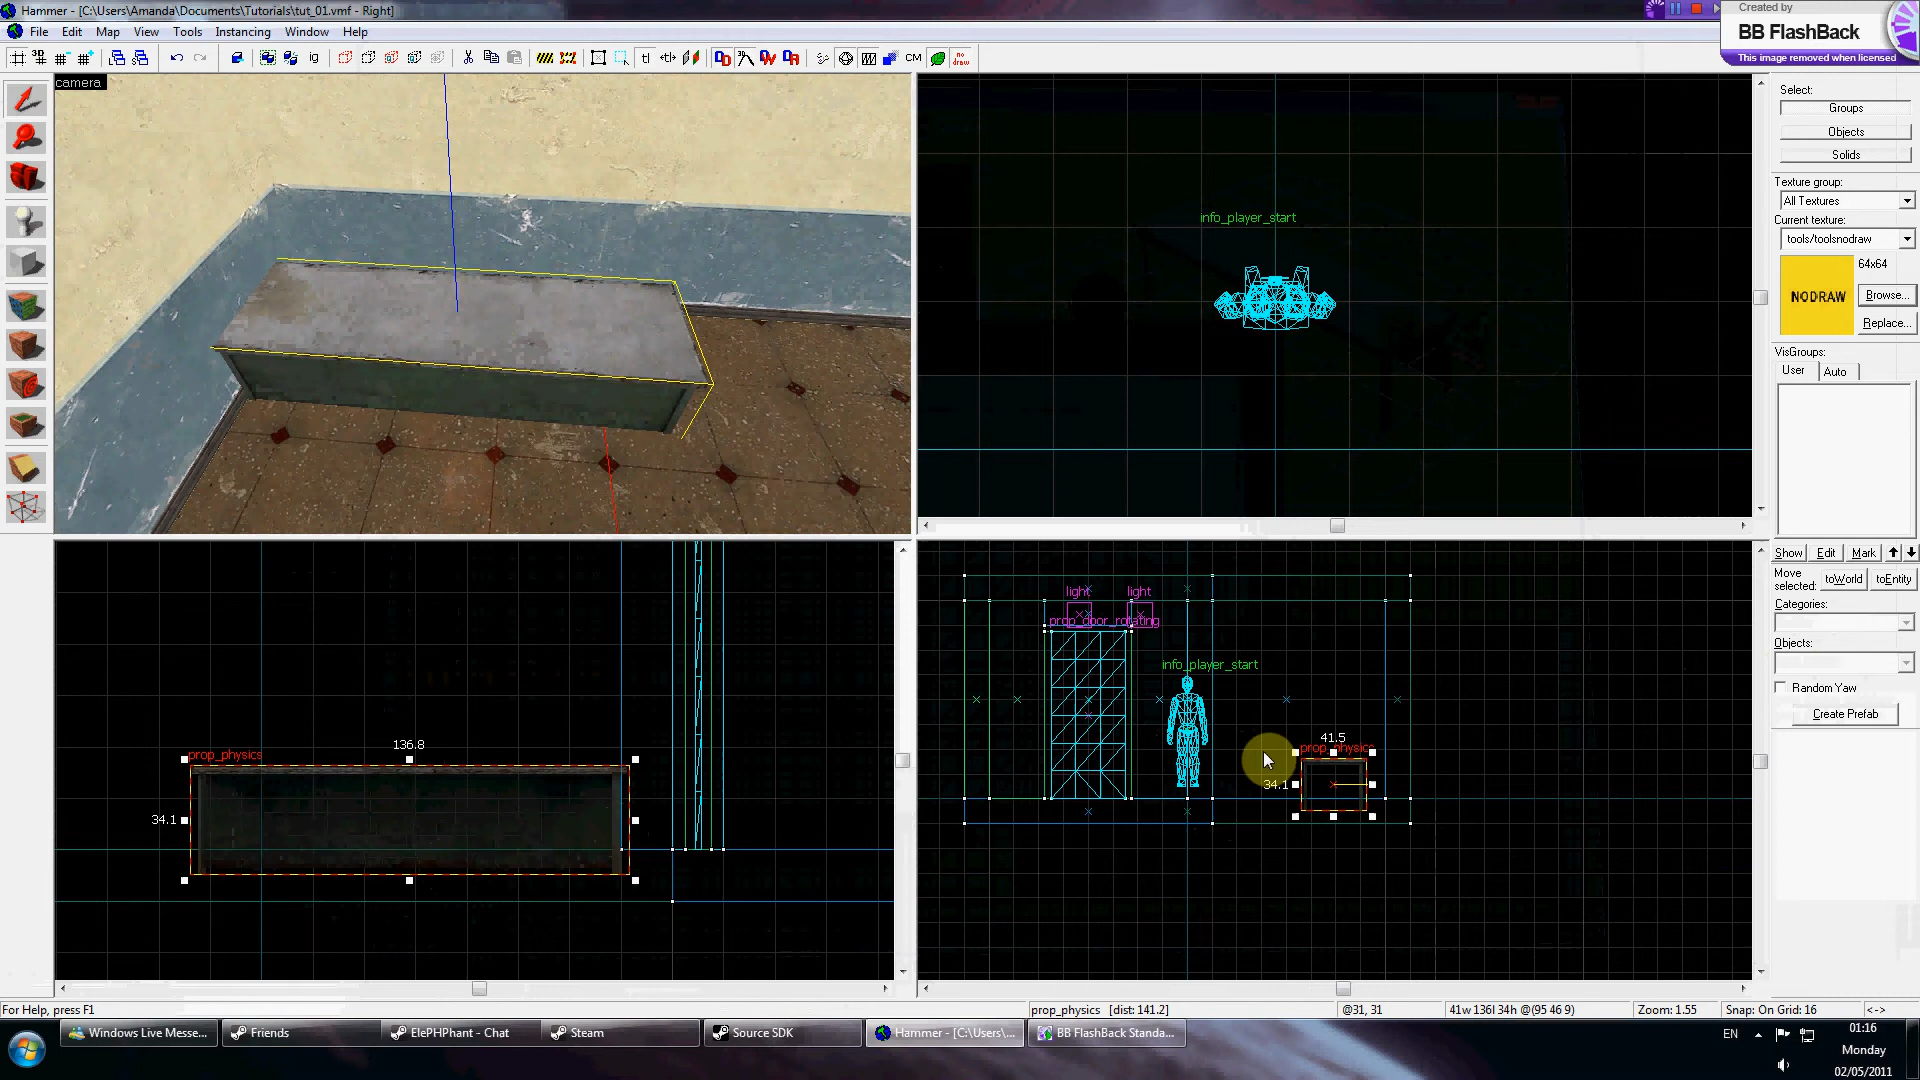 Hammer - [C:\Users\Amanda\Documents\Tutorials\tut_01.vmf - Right]
Created by
BB FlashBack
This image removed when licensed
File Edit Map View Tools Instancing Window Help
3D
ig
tl
CM
no draw
camera
Select:
Groups
Objects
Solids
Texture group:
All Textures
Current texture:
tools/toolsnodraw
64x64
NODRAW
Browse...
Replace...
VisGroups:
User Auto
Show Edit Mark
Move selected:
toWorld toEntity
Categories:
Objects:
Random Yaw
Create Prefab
info_player_start
prop_physics
136.8
34.1
light light
prop_door_rotating
info_player_start
41.5
prop_physics
34.1
For Help, press F1
prop_physics [dist: 141.2]
@31, 31
41w 136l 34h @(95 46 9)
Zoom: 1.55
Snap: On Grid: 16
<->
Windows Live Messe...
Friends
ElePHPhant - Chat
Steam
Source SDK
Hammer - [C:\Users\...
BB FlashBack Standa...
EN
01:16
Monday
02/05/2011